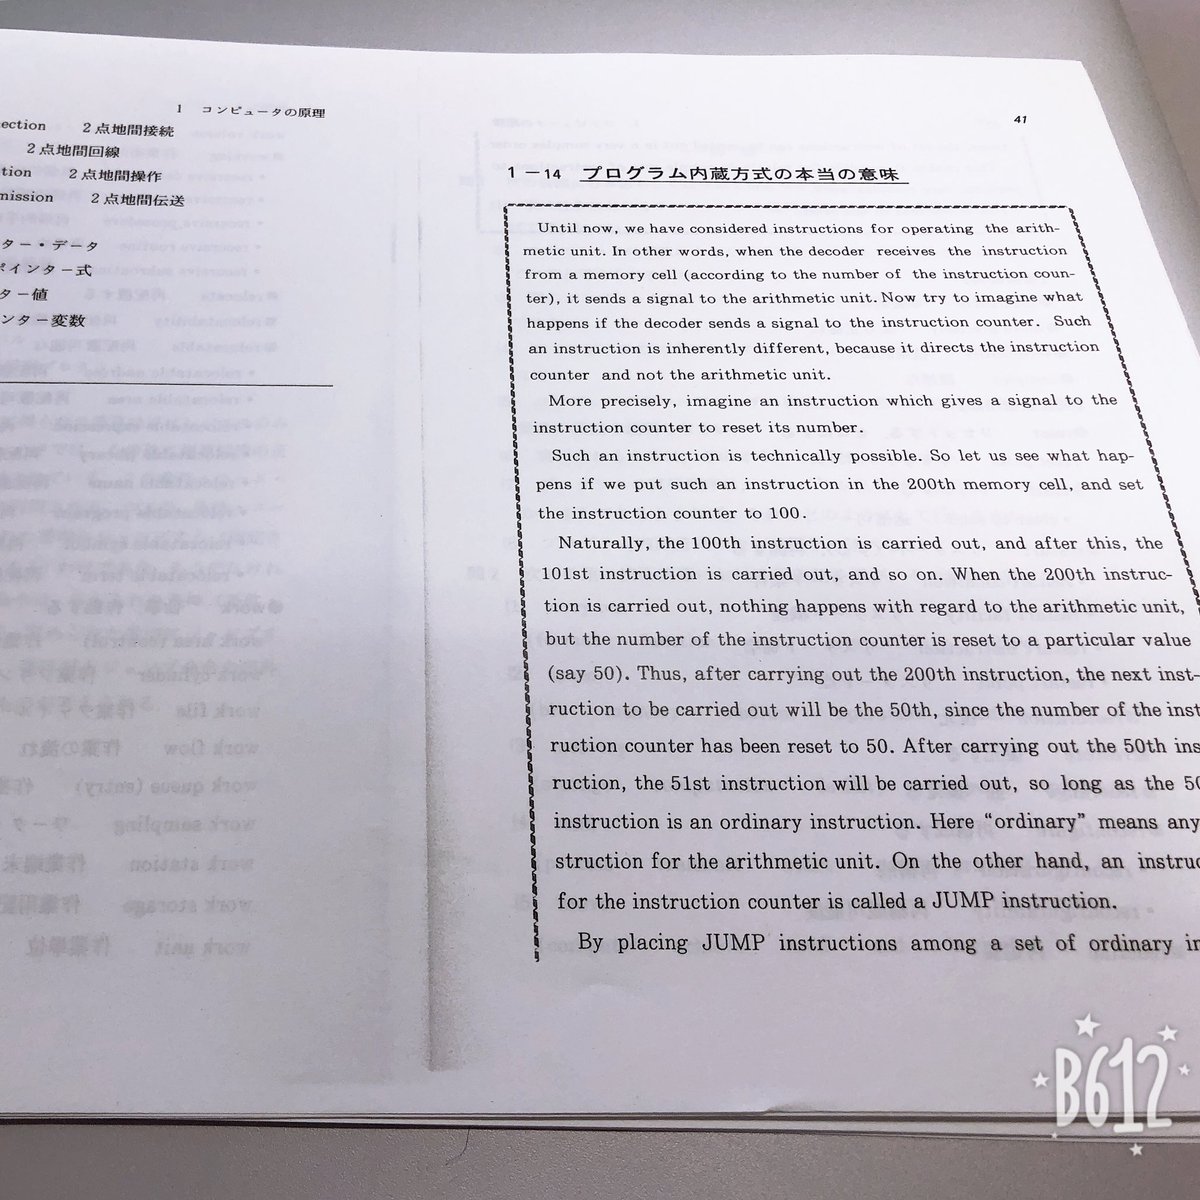 I コンピュータの原理
ection 2点地間接続
2点地間回線
tion 2点地間操作
mission 2点地間伝送
ター・データ
ポインター式
ター値
ンター変数
41
1-14 プログラム内蔵方式の本当の意味
Until now, we have considered instructions for operating the arith-
metic unit. In other words, when the decoder receives the instruction
from a memory cell (according to the number of the instruction coun-
ter), it sends a signal to the arithmetic unit. Now try to imagine what
happens if the decoder sends a signal to the instruction counter. Such
an instruction is inherently different, because it directs the instruction
counter and not the arithmetic unit.
More precisely, imagine an instruction which gives a signal to the
instruction counter to reset its number.
Such an instruction is technically possible. So let us see what hap-
pens if we put such an instruction in the 200th memory cell, and set
the instruction counter to 100.
Naturally, the 100th instruction is carried out, and after this, the
101st instruction is carried out, and so on. When the 200th instruc-
tion is carried out, nothing happens with regard to the arithmetic unit,
but the number of the instruction counter is reset to a particular value
(say 50). Thus, after carrying out the 200th instruction, the next inst-
ruction to be carried out will be the 50th, since the number of the inst
ruction counter has been reset to 50. After carrying out the 50th ins
ruction, the 51st instruction will be carried out, so long as the 50
instruction is an ordinary instruction. Here “ordinary” means any
struction for the arithmetic unit. On the other hand, an instruc
for the instruction counter is called a JUMP instruction.
By placing JUMP instructions among a set of ordinary in
B612